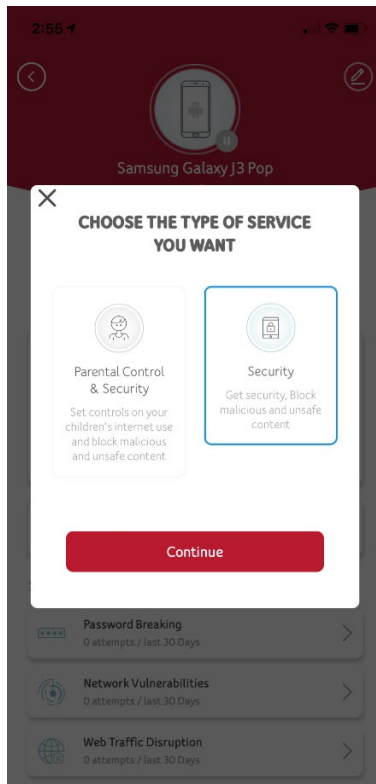 2:55
Samsung Galaxy J3 Pop
CHOOSE THE TYPE OF SERVICE
YOU WANT
Parental Control
& Security
Set controls on your
children's internet use
and block malicious
and unsafe content
Security
Get security, Block
malicious and unsafe
content
Continue
Password Breaking
0 attempts / last 30 Days
Network Vulnerabilities
0 attempts / last 30 Days
Web Traffic Disruption
0 attempts / last 30 Days